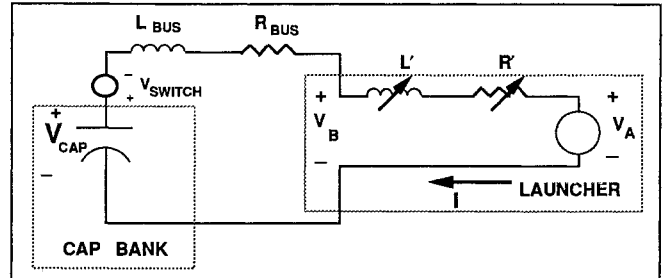 L BUS
R BUS
L'
R'
− V SWITCH +
+ V CAP −
+ V B −
+ V A −
I
LAUNCHER
CAP BANK